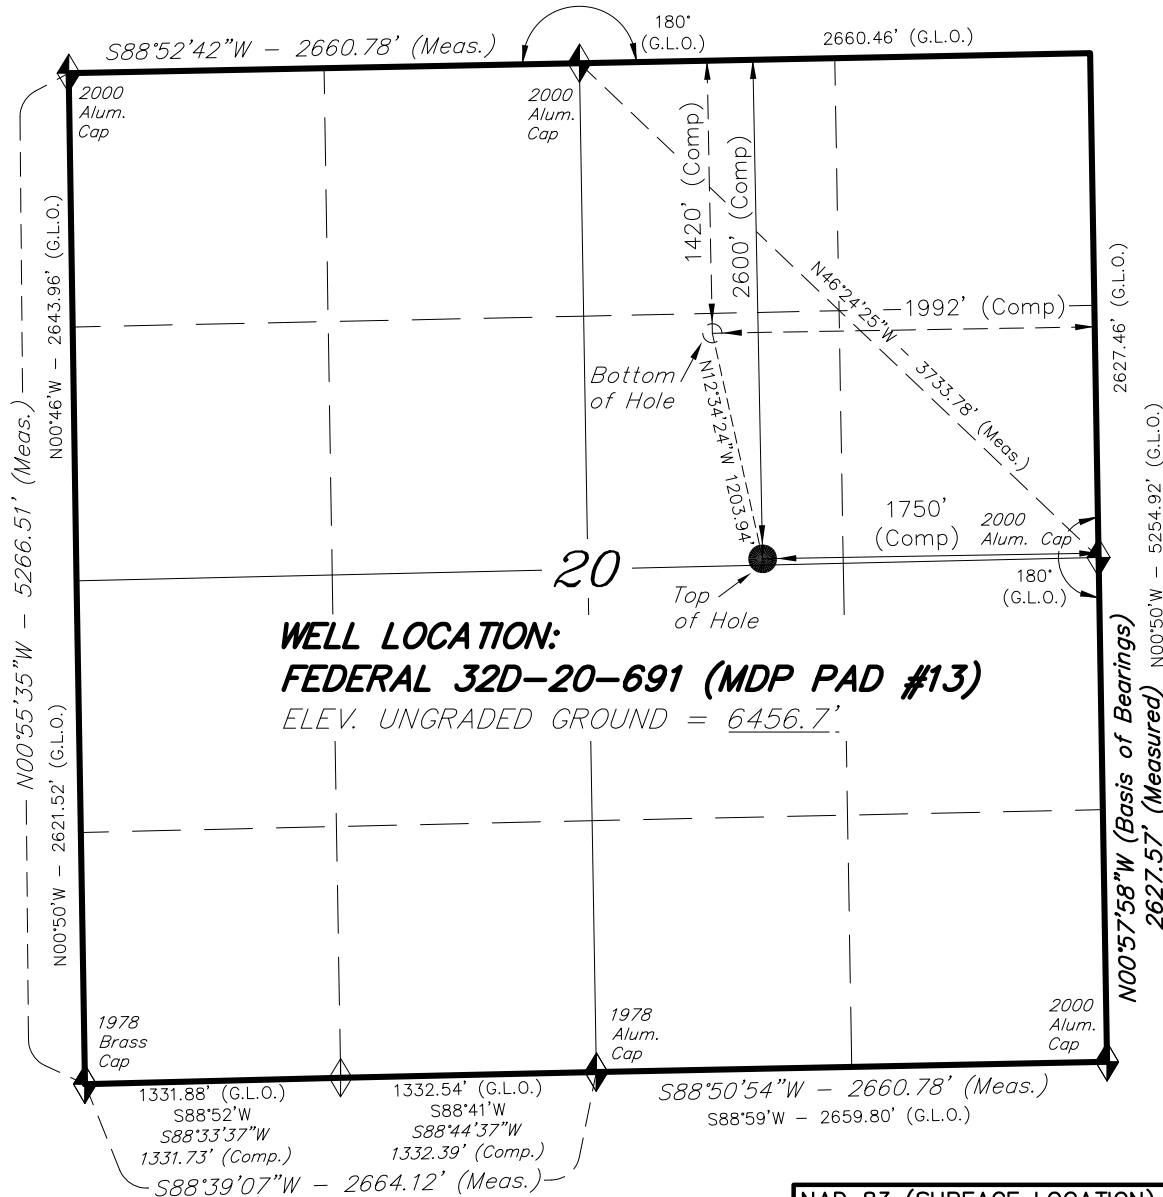 S88°52'42"W - 2660.78' (Meas.)
180°
(G.L.O.)
2660.46' (G.L.O.)
2000
Alum.
Cap
2000
Alum.
Cap
1420' (Comp)
2600' (Comp)
N00°46'W - 2643.96' (G.L.O.)
N46°24'25"W - 3733.78' (Meas.)
1992' (Comp)
2627.46' (G.L.O.)
Bottom
of Hole
N12°34'24"W 1203.94'
N00°55'35"W - 5266.51' (Meas.)
1750'
(Comp)
2000
Alum. Cap
180°
(G.L.O.)
N00°50'W - 5254.92' (G.L.O.)
20
Top
of Hole
WELL LOCATION:
FEDERAL 32D-20-691 (MDP PAD #13)
ELEV. UNGRADED GROUND = 6456.7'
N00°50'W - 2621.52' (G.L.O.)
N00°57'58"W (Basis of Bearings)
2627.57' (Measured)
1978
Brass
Cap
1978
Alum.
Cap
2000
Alum.
Cap
1331.88' (G.L.O.)
S88°52'W
S88°33'37"W
1331.73' (Comp.)
1332.54' (G.L.O.)
S88°41'W
S88°44'37"W
1332.39' (Comp.)
S88°50'54"W - 2660.78' (Meas.)
S88°59'W - 2659.80' (G.L.O.)
S88°39'07"W - 2664.12' (Meas.)
NAD 83 (SURFACE LOCATION)